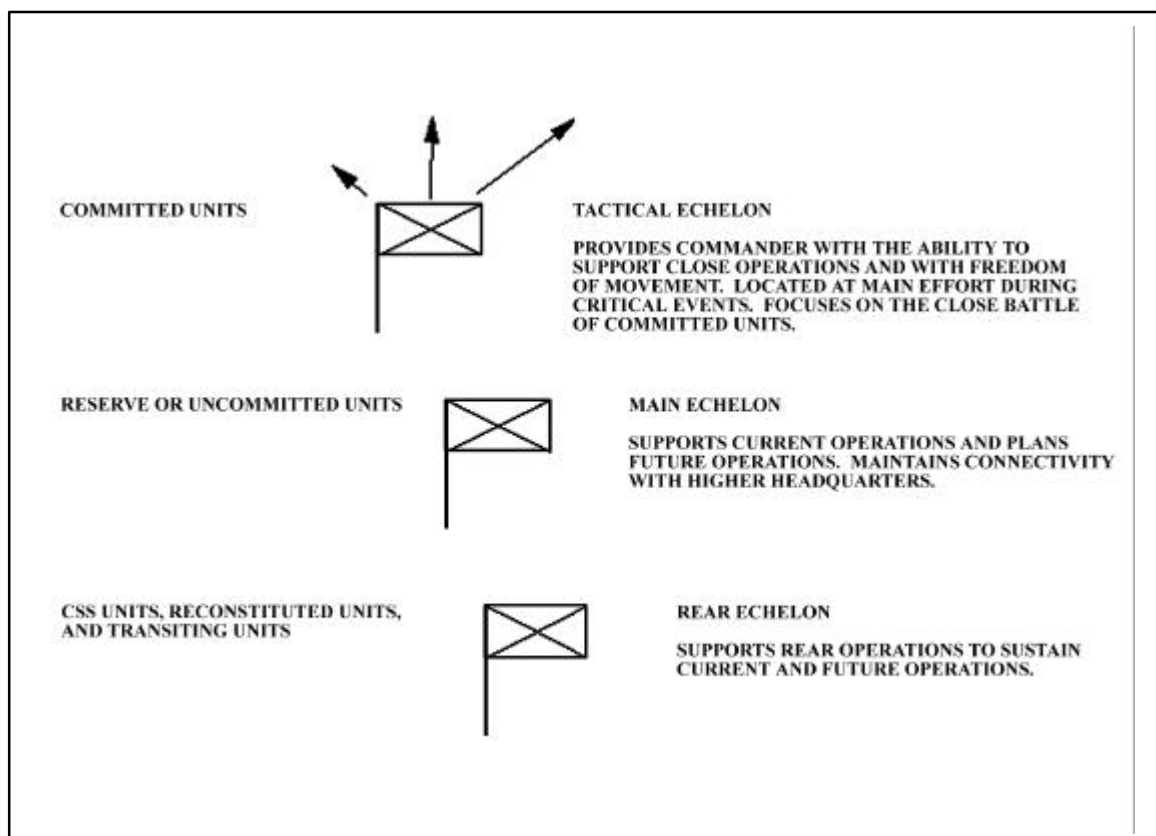 COMMITTED UNITS
TACTICAL ECHELON
PROVIDES COMMANDER WITH THE ABILITY TO
SUPPORT CLOSE OPERATIONS AND WITH FREEDOM
OF MOVEMENT. LOCATED AT MAIN EFFORT DURING
CRITICAL EVENTS. FOCUSES ON THE CLOSE BATTLE
OF COMMITTED UNITS.
RESERVE OR UNCOMMITTED UNITS
MAIN ECHELON
SUPPORTS CURRENT OPERATIONS AND PLANS
FUTURE OPERATIONS. MAINTAINS CONNECTIVITY
WITH HIGHER HEADQUARTERS.
CSS UNITS, RECONSTITUTED UNITS,
AND TRANSITING UNITS
REAR ECHELON
SUPPORTS REAR OPERATIONS TO SUSTAIN
CURRENT AND FUTURE OPERATIONS.